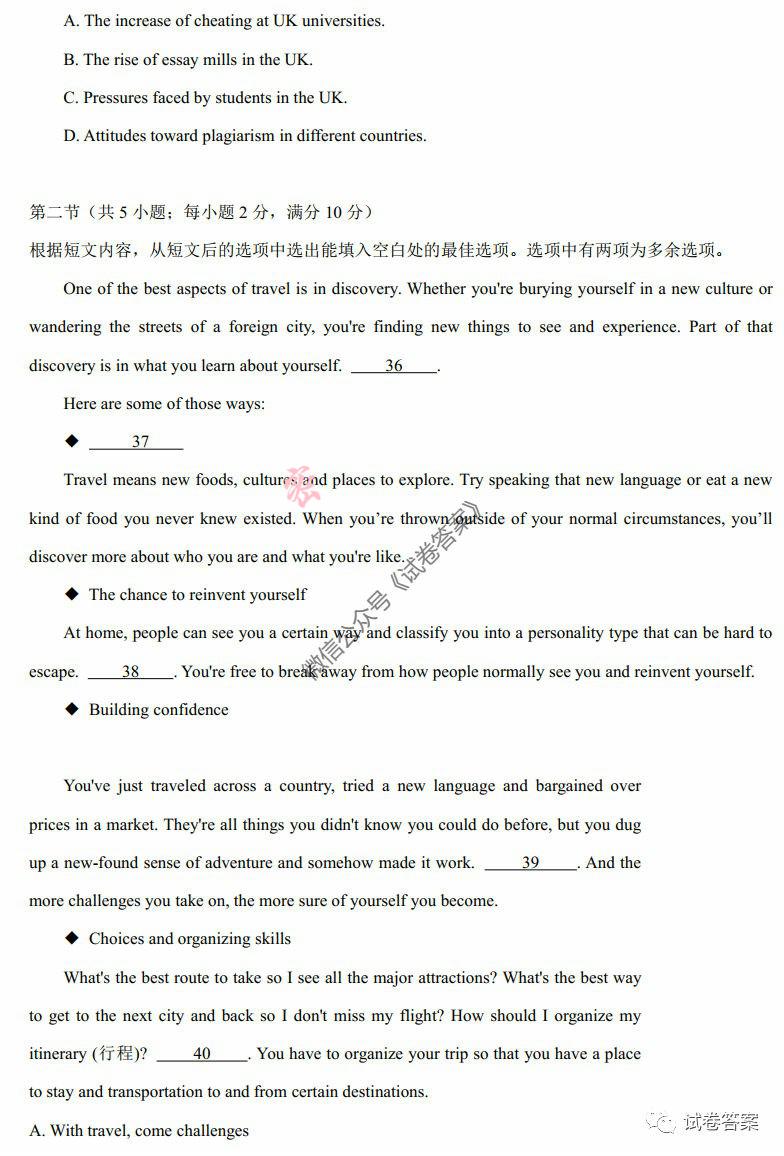 A. The increase of cheating at UK universities.
B. The rise of essay mills in the UK.
C. Pressures faced by students in the UK.
D. Attitudes toward plagiarism in different countries.
第二节（共 5 小题；每小题 2 分，满分 10 分）
根据短文内容，从短文后的选项中选出能填入空白处的最佳选项。选项中有两项为多余选项。
One of the best aspects of travel is in discovery. Whether you're burying yourself in a new culture or
wandering the streets of a foreign city, you're finding new things to see and experience. Part of that
discovery is in what you learn about yourself. 36 .
Here are some of those ways:
◆ 37
Travel means new foods, cultures and places to explore. Try speaking that new language or eat a new
kind of food you never knew existed. When you’re thrown outside of your normal circumstances, you’ll
discover more about who you are and what you're like.
◆ The chance to reinvent yourself
At home, people can see you a certain way and classify you into a personality type that can be hard to
escape. 38 . You're free to break away from how people normally see you and reinvent yourself.
◆ Building confidence
You've just traveled across a country, tried a new language and bargained over
prices in a market. They're all things you didn't know you could do before, but you dug
up a new-found sense of adventure and somehow made it work. 39 . And the
more challenges you take on, the more sure of yourself you become.
◆ Choices and organizing skills
What's the best route to take so I see all the major attractions? What's the best way
to get to the next city and back so I don't miss my flight? How should I organize my
itinerary (行程)? 40 . You have to organize your trip so that you have a place
to stay and transportation to and from certain destinations.
A. With travel, come challenges
密
微信公众号《试卷答案》
试卷答案